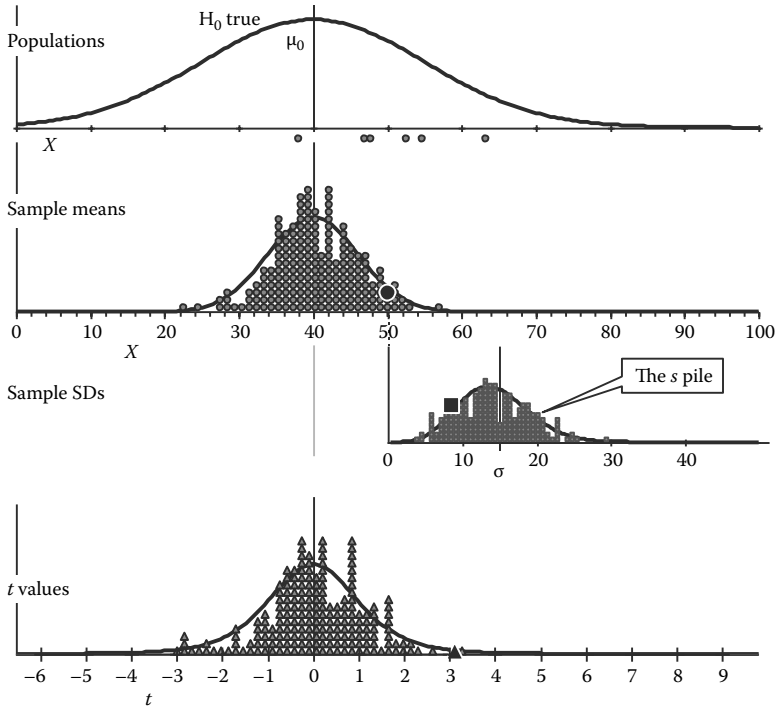 H₀ true
Populations
μ₀
X
Sample means
0 10 20 30 40 50 60 70 80 90 100
X
The s pile
Sample SDs
0 10 20 40
σ
t values
–6 –5 –4 –3 –2 –1 0 1 2 3 4 5 6 7 8 9
t